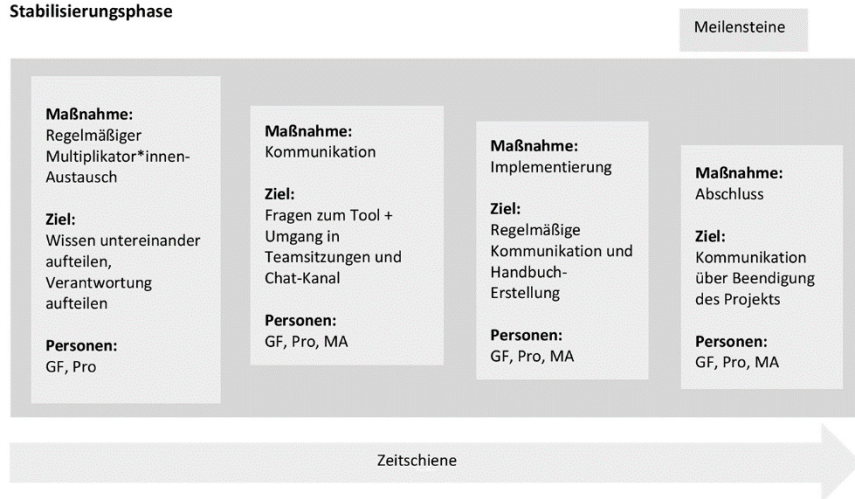 Stabilisierungsphase
Meilensteine
Maßnahme:
Regelmäßiger
Multiplikator*innen-
Austausch
Ziel:
Wissen untereinander
aufteilen,
Verantwortung
aufteilen
Personen:
GF, Pro
Maßnahme:
Kommunikation
Ziel:
Fragen zum Tool +
Umgang in
Teamsitzungen und
Chat-Kanal
Personen:
GF, Pro, MA
Maßnahme:
Implementierung
Ziel:
Regelmäßige
Kommunikation und
Handbuch-
Erstellung
Personen:
GF, Pro, MA
Maßnahme:
Abschluss
Ziel:
Kommunikation
über Beendigung
des Projekts
Personen:
GF, Pro, MA
Zeitschiene